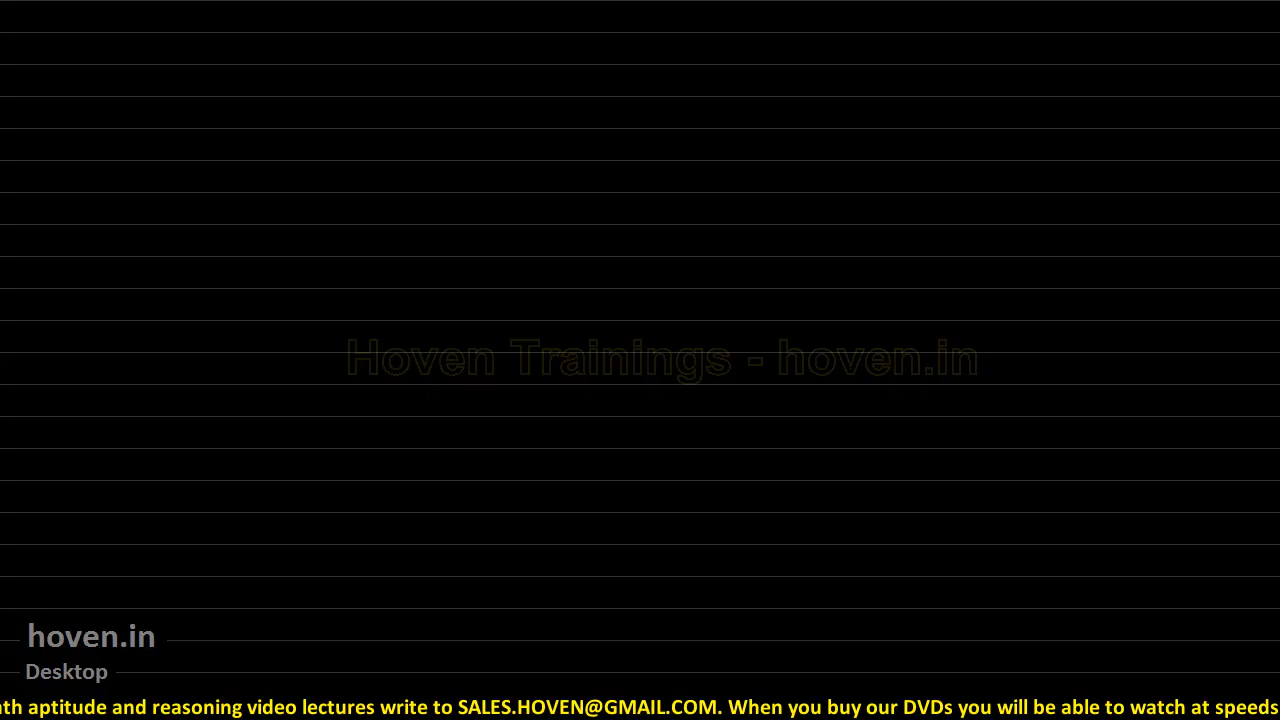 Hoven Trainings - hoven.in
hoven.in
Desktop
aptitude and reasoning video lectures write to SALES.HOVEN@GMAIL.COM. When you buy our DVDs you will be able to watch at speeds